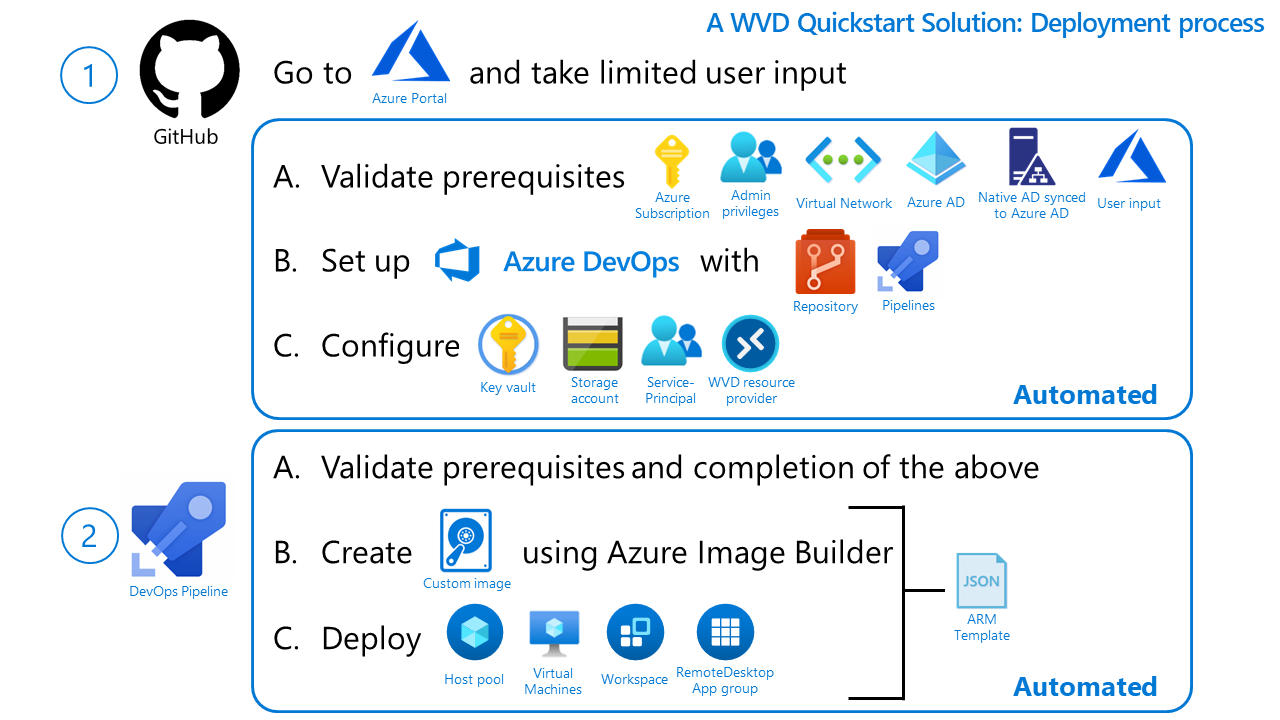 A WVD Quickstart Solution: Deployment process
1
GitHub
Go to
Azure Portal
and take limited user input
A. Validate prerequisites
Azure
Subscription
Admin
privileges
Virtual Network
Azure AD
Native AD synced
to Azure AD
User input
B. Set up Azure DevOps with
Repository
Pipelines
C. Configure
Key vault
Storage
account
Service-
Principal
WVD resource
provider
Automated
2
DevOps Pipeline
A. Validate prerequisites and completion of the above
B. Create
Custom image
using Azure Image Builder
C. Deploy
Host pool
Virtual
Machines
Workspace
RemoteDesktop
App group
JSON
ARM
Template
Automated